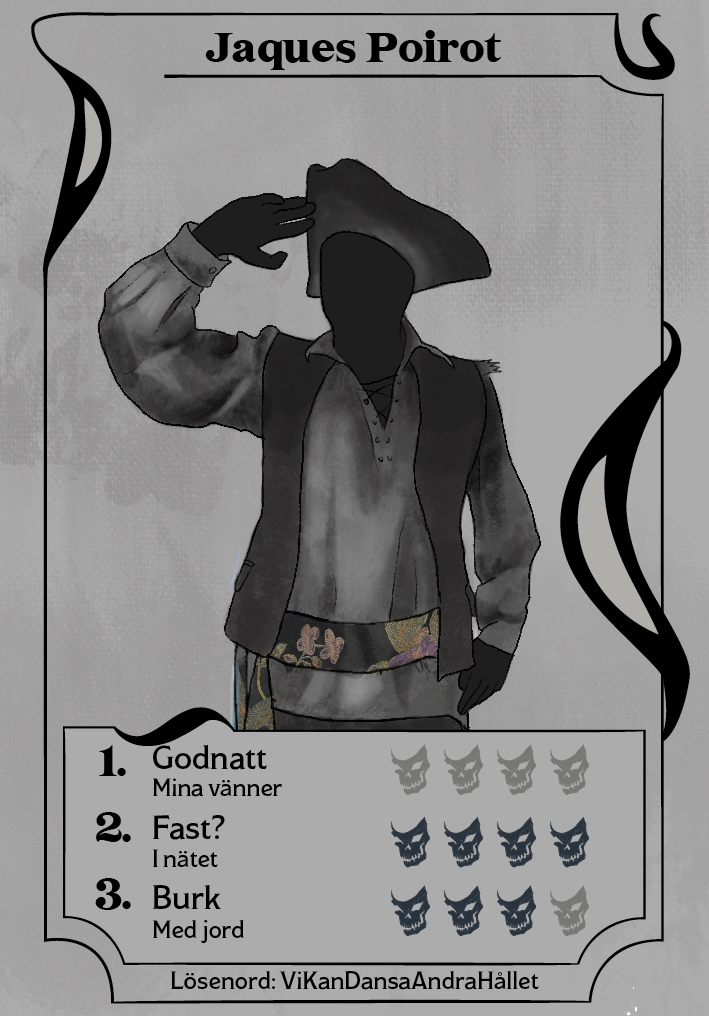 Jaques Poirot
1. Godnatt
Mina vänner
2. Fast?
I nätet
3. Burk
Med jord
Lösenord: ViKanDansaAndraHållet